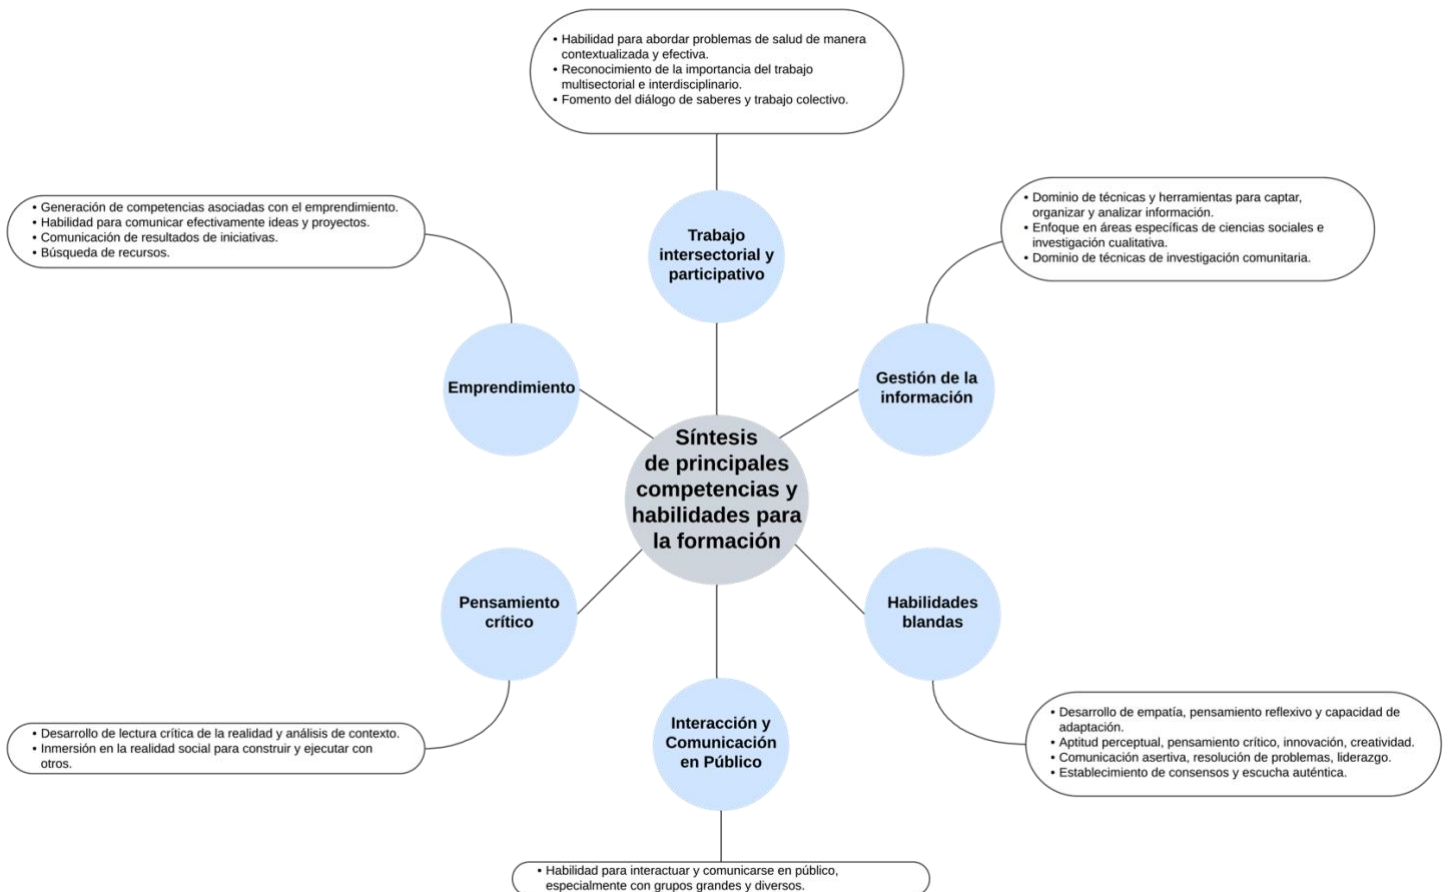 • Habilidad para abordar problemas de salud de manera
contextualizada y efectiva.
• Reconocimiento de la importancia del trabajo
multisectorial e interdisciplinario.
• Fomento del diálogo de saberes y trabajo colectivo.
• Generación de competencias asociadas con el emprendimiento.
• Habilidad para comunicar efectivamente ideas y proyectos.
• Comunicación de resultados de iniciativas.
• Búsqueda de recursos.
• Dominio de técnicas y herramientas para captar,
organizar y analizar información.
• Enfoque en áreas específicas de ciencias sociales e
investigación cualitativa.
• Dominio de técnicas de investigación comunitaria.
Trabajo
intersectorial y
participativo
Emprendimiento
Gestión de la
información
Síntesis
de principales
competencias y
habilidades para
la formación
Pensamiento
crítico
Habilidades
blandas
Interacción y
Comunicación
en Público
• Desarrollo de lectura crítica de la realidad y análisis de contexto.
• Inmersión en la realidad social para construir y ejecutar con
otros.
• Desarrollo de empatía, pensamiento reflexivo y capacidad de
adaptación.
• Aptitud perceptual, pensamiento crítico, innovación, creatividad.
• Comunicación asertiva, resolución de problemas, liderazgo.
• Establecimiento de consensos y escucha auténtica.
• Habilidad para interactuar y comunicarse en público,
especialmente con grupos grandes y diversos.